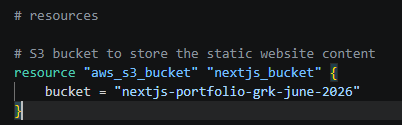 # resources
# S3 bucket to store the static website content
resource "aws_s3_bucket" "nextjs_bucket" {
    bucket = "nextjs-portfolio-grk-june-2026"
}